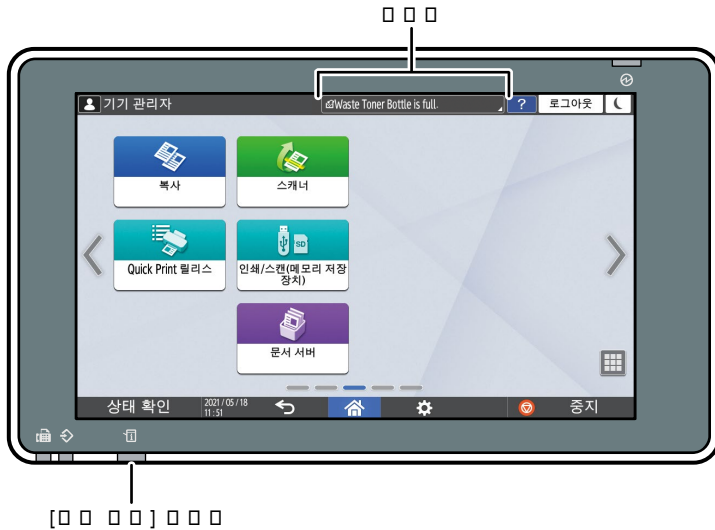 기기 관리자
Waste Toner Bottle is full.
?
로그아웃
복사
스캐너
SD
Quick Print 릴리스
인쇄/스캔(메모리 저장
장치)
문서 서버
상태 확인
2021/05/18
11:51
중지